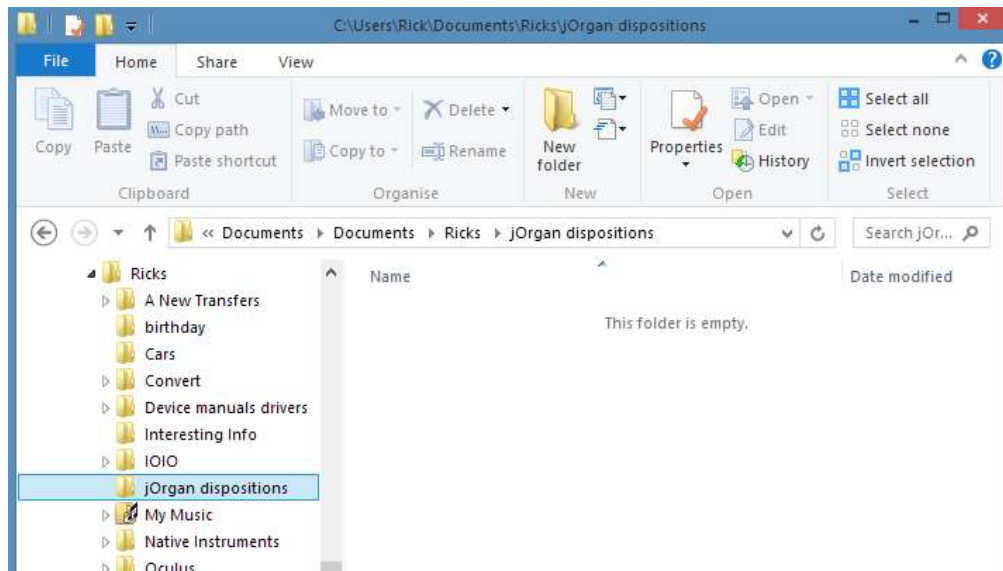 C:\Users\Rick\Documents\Ricks\jOrgan dispositions
File Home Share View
Copy
Paste
Cut
Copy path
Paste shortcut
Clipboard
Move to
Copy to
Delete
Rename
Organise
New folder
New
Properties
Open
Edit
History
Open
Select all
Select none
Invert selection
Select
« Documents Documents Ricks jOrgan dispositions
Search jOr...
Ricks
A New Transfers
birthday
Cars
Convert
Device manuals drivers
Interesting Info
IOIO
jOrgan dispositions
My Music
Native Instruments
Oculus
Name
Date modified
This folder is empty.